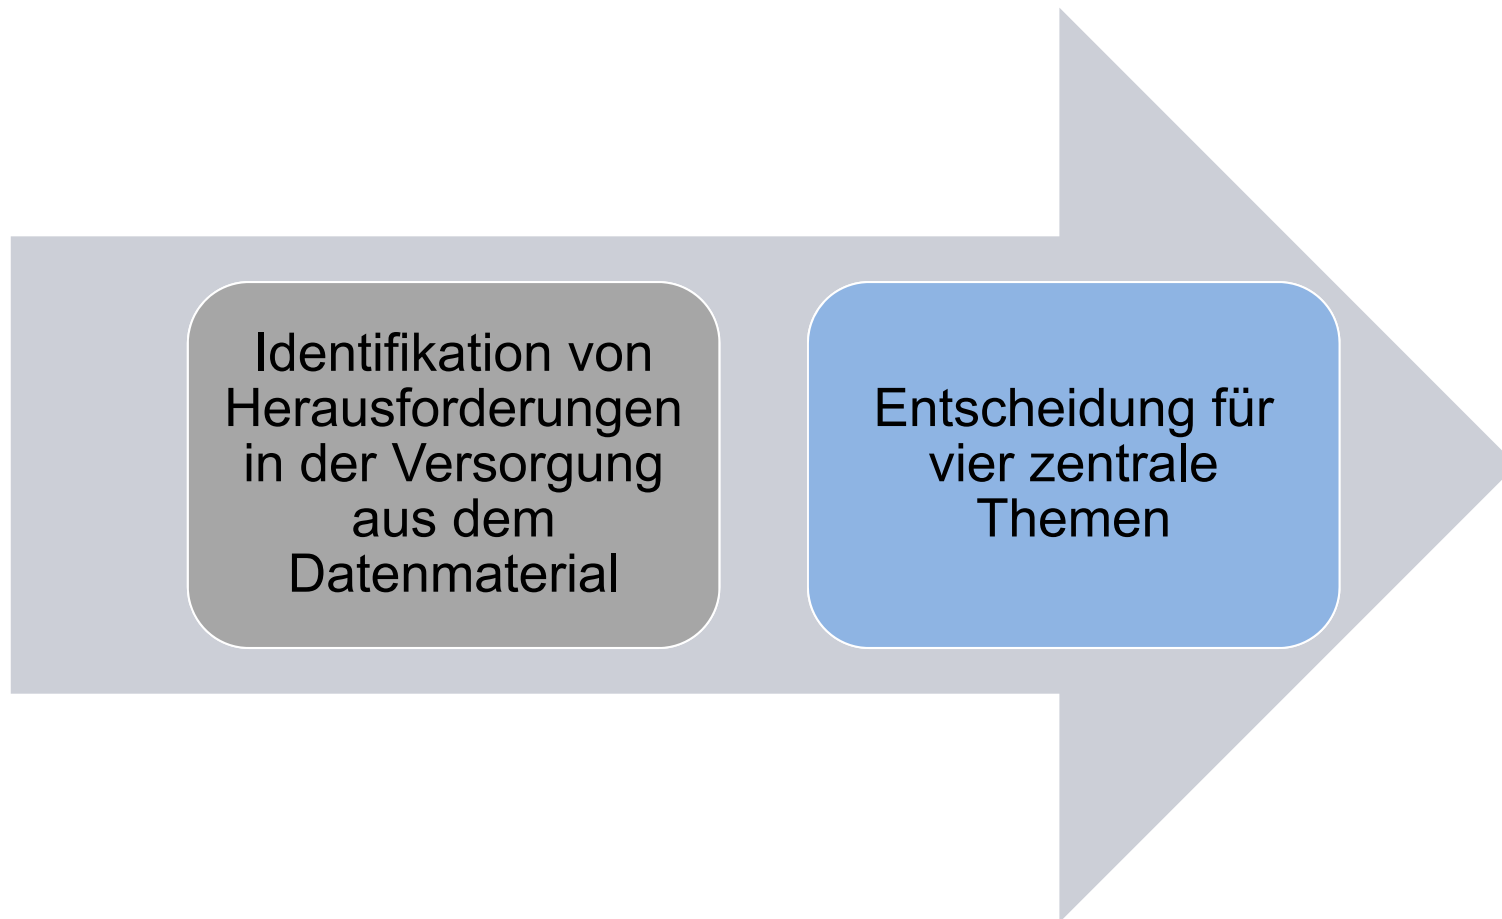 Identifikation von
Herausforderungen
in der Versorgung
aus dem
Datenmaterial
Entscheidung für
vier zentrale
Themen